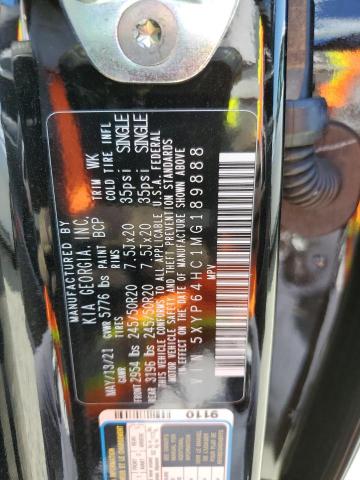 MANUFACTURED BY
KIA GEORGIA, INC.
MAY/13/21 GVWR 5776 lbs PAINT BCP TRIM WK
GAWR TIRES RIMS COLD TIRE INFL
FRONT 2954 lbs 245/50R20 7.5Jx20 35psi SINGLE
REAR 3196 lbs 245/50R20 7.5Jx20 35psi SINGLE
THIS VEHICLE CONFORMS TO ALL APPLICABLE U.S.A. FEDERAL
MOTOR VEHICLE SAFETY AND THEFT PREVENTION STANDARDS
IN EFFECT ON THE DATE OF MANUFACTURE SHOWN ABOVE
VIN 5XYP64HC1MG189888
MPV
9110